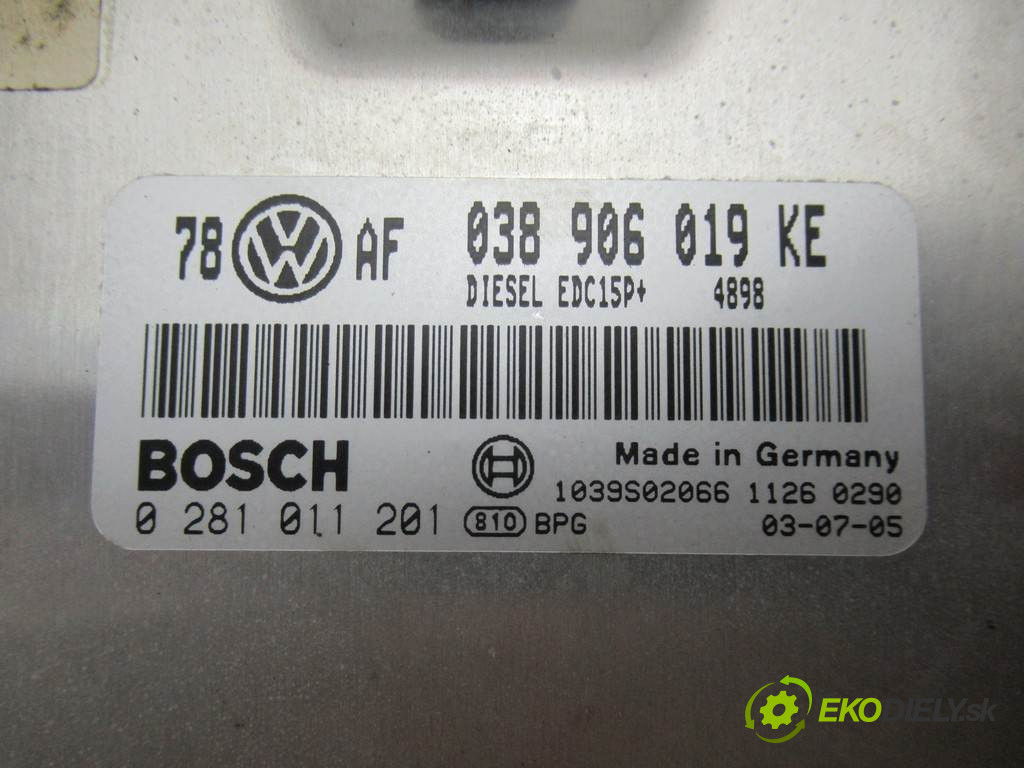 78 VW AF 038 906 019 KE
DIESEL EDC15P+ 4898
BOSCH
Made in Germany
1039S02066 1126 0290
0 281 011 201 810 BPG 03-07-05
EKODIELY.sk